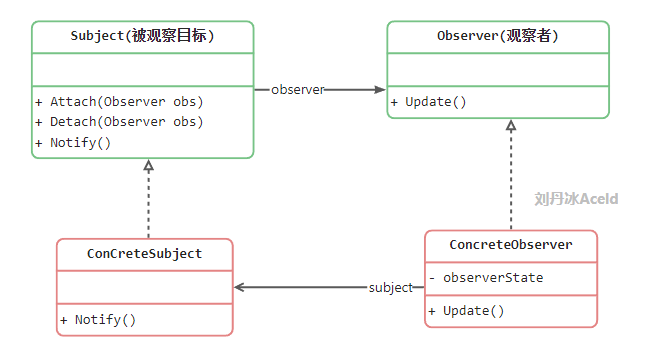 Subject(被观察目标)
Observer(观察者)
+ Attach(Observer obs)
+ Detach(Observer obs)
+ Notify()
observer
+ Update()
刘丹冰Aceld
ConCreteSubject
+ Notify()
subject
ConcreteObserver
- observerState
+ Update()